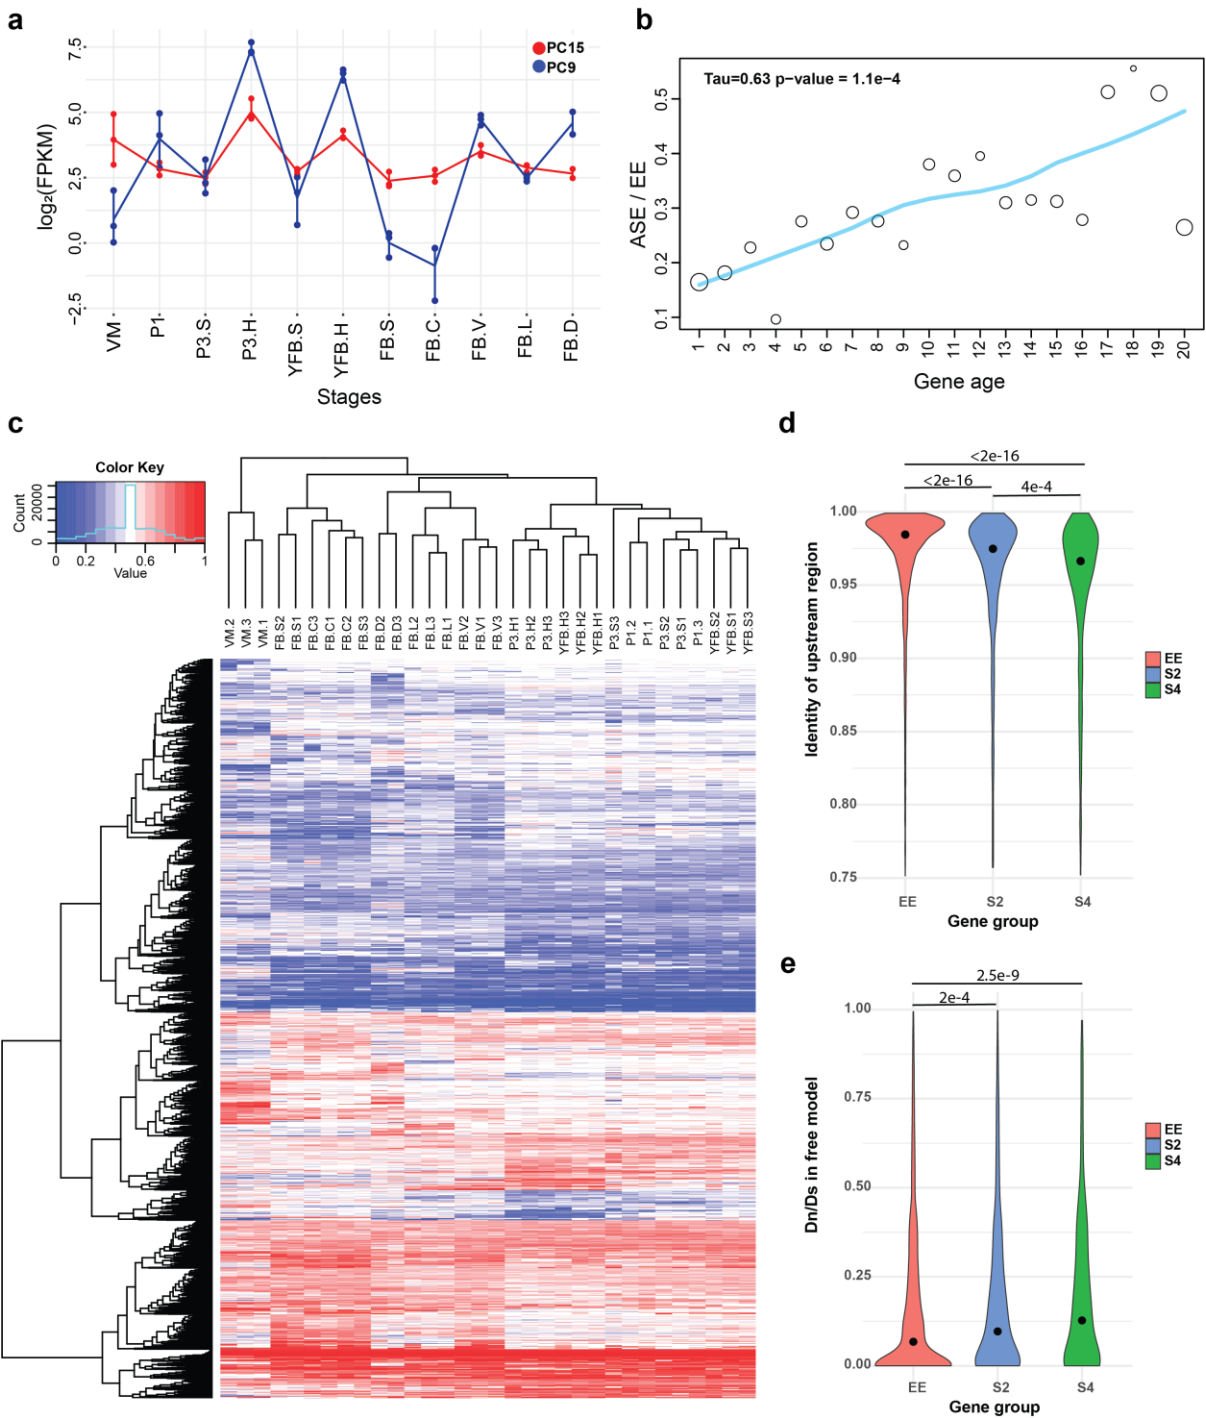 a
PC15
PC9
7.5
5.0
2.5
0.0
−2.5
log₂(FPKM)
VM
P1
P3.S
P3.H
YFB.S
YFB.H
FB.S
FB.C
FB.V
FB.L
FB.D
Stages
b
Tau=0.63 p−value = 1.1e−4
0.5
0.4
0.3
0.2
0.1
ASE / EE
1 2 3 4 5 6 7 8 9 10 11 12 13 14 15 16 17 18 19 20
Gene age
c
Color Key
Count
20000
0
0 0.2 0.6 1
Value
VM.2
VM.3
VM.1
FB.S2
FB.S1
FB.C3
FB.C1
FB.C2
FB.S3
FB.D2
FB.D3
FB.L2
FB.L3
FB.L1
FB.V2
FB.V1
FB.V3
P3.H1
P3.H2
P3.H3
YFB.H3
YFB.H2
YFB.H1
P3.S3
P1.2
P1.1
P3.S2
P3.S1
P1.3
YFB.S2
YFB.S1
YFB.S3
d
<2e-16
<2e-16
4e-4
1.00
0.95
0.90
0.85
0.80
0.75
Identity of upstream region
EE S2 S4
Gene group
EE
S2
S4
e
2.5e-9
2e-4
1.00
0.75
0.50
0.25
0.00
Dn/Ds in free model
EE S2 S4
Gene group
EE
S2
S4